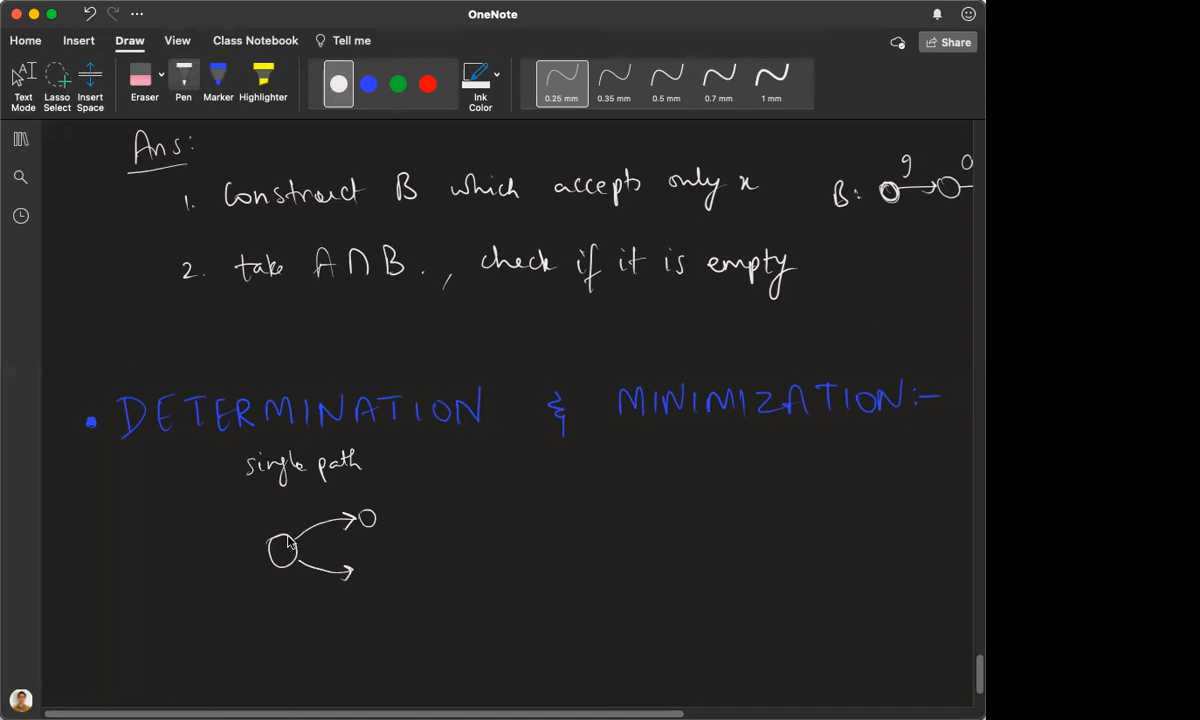 OneNote
Home Insert Draw View Class Notebook Tell me Share
Text Mode Lasso Select Insert Space Eraser Pen Marker Highlighter Ink Color 0.25 mm 0.35 mm 0.5 mm 0.7 mm 1 mm
Ans:
1. Construct B which accepts only x B: g o
2. take A ∩ B., check if it is empty
• DETERMINATION & MINIMIZATION:-
single path